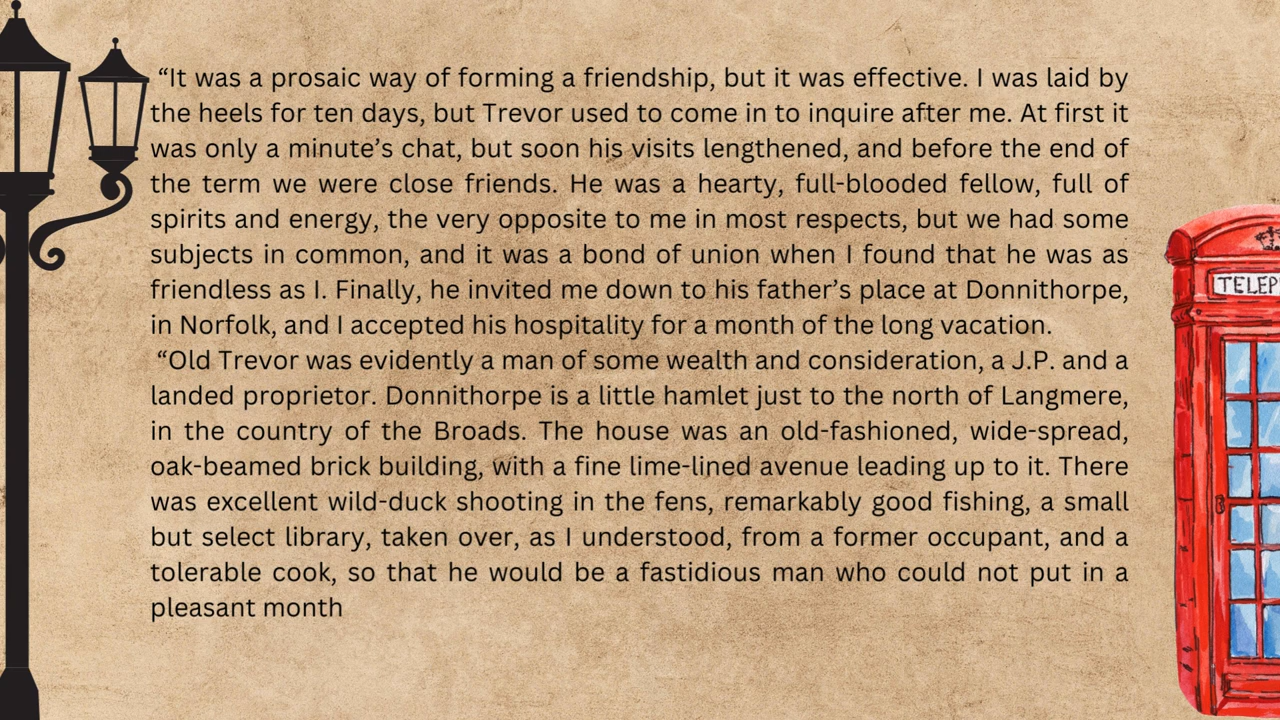 “It was a prosaic way of forming a friendship, but it was effective. I was laid by
the heels for ten days, but Trevor used to come in to inquire after me. At first it
was only a minute’s chat, but soon his visits lengthened, and before the end of
the term we were close friends. He was a hearty, full-blooded fellow, full of
spirits and energy, the very opposite to me in most respects, but we had some
subjects in common, and it was a bond of union when I found that he was as
friendless as I. Finally, he invited me down to his father’s place at Donnithorpe,
in Norfolk, and I accepted his hospitality for a month of the long vacation.
“Old Trevor was evidently a man of some wealth and consideration, a J.P. and a
landed proprietor. Donnithorpe is a little hamlet just to the north of Langmere,
in the country of the Broads. The house was an old-fashioned, wide-spread,
oak-beamed brick building, with a fine lime-lined avenue leading up to it. There
was excellent wild-duck shooting in the fens, remarkably good fishing, a small
but select library, taken over, as I understood, from a former occupant, and a
tolerable cook, so that he would be a fastidious man who could not put in a
pleasant month
TELEP